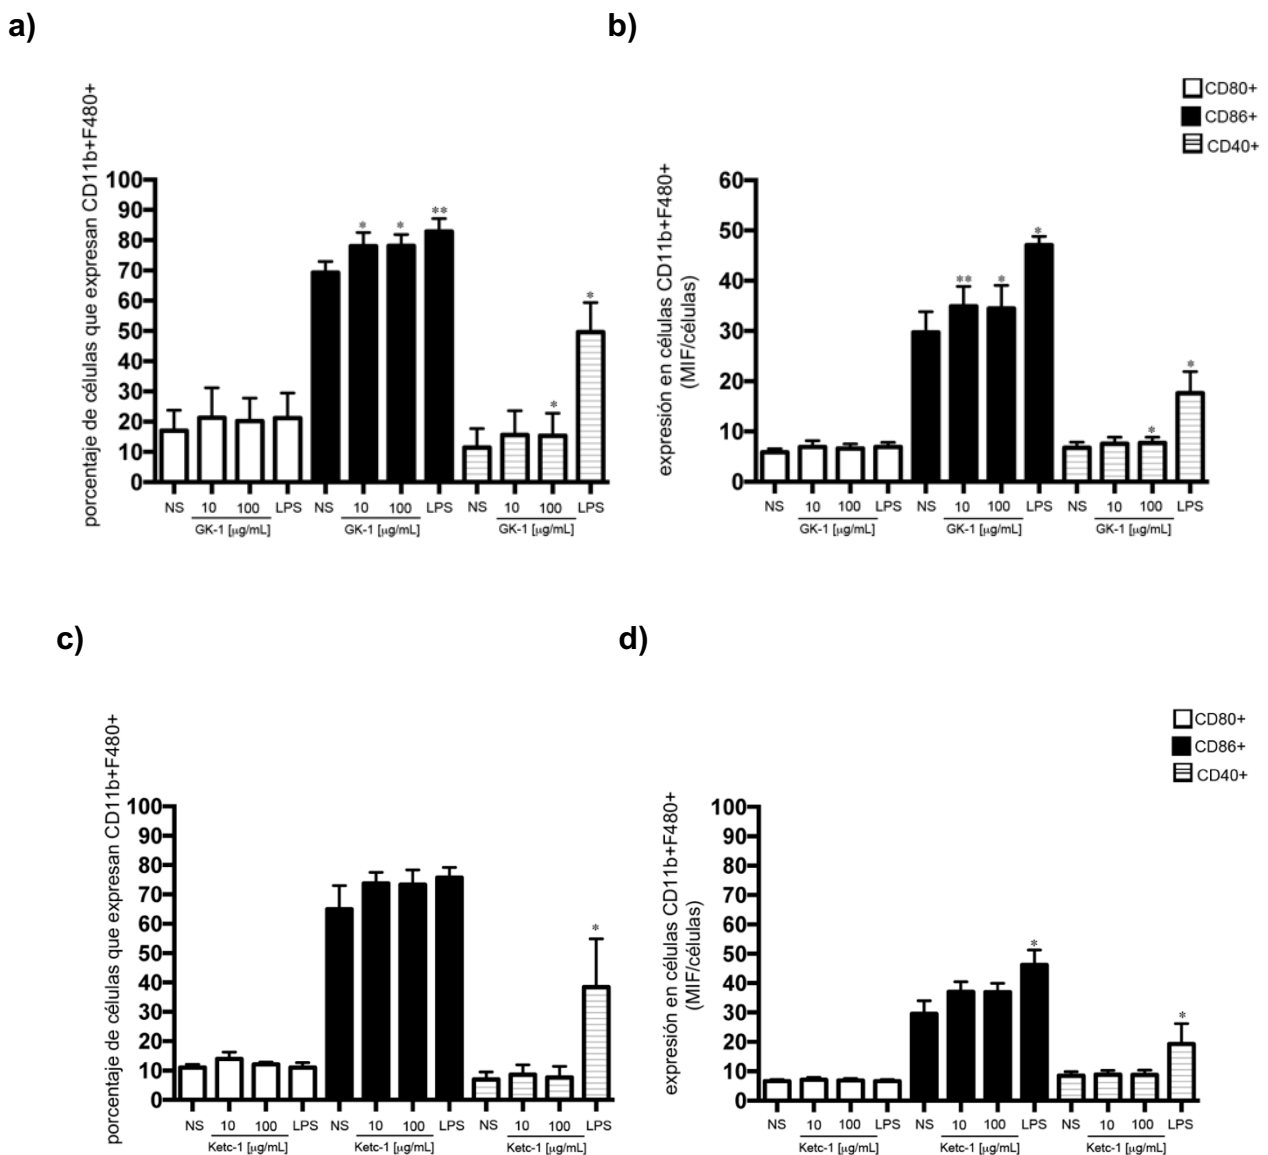 a)
porcentaje de células que expresan CD11b+F480+
100
90
80
70
60
50
40
30
20
10
0
* * ** * *
NS 10 100 LPS NS 10 100 LPS NS 10 100 LPS
GK-1 [µg/mL] GK-1 [µg/mL] GK-1 [µg/mL]
b)
CD80+
CD86+
CD40+
expresión en células CD11b+F480+
(MIF/células)
60
50
40
30
20
10
0
** * * * *
NS 10 100 LPS NS 10 100 LPS NS 10 100 LPS
GK-1 [µg/mL] GK-1 [µg/mL] GK-1 [µg/mL]
c)
porcentaje de células que expresan CD11b+F480+
100
90
80
70
60
50
40
30
20
10
0
*
NS 10 100 LPS NS 10 100 LPS NS 10 100 LPS
Ketc-1 [µg/mL] Ketc-1 [µg/mL] Ketc-1 [µg/mL]
d)
CD80+
CD86+
CD40+
expresión en células CD11b+F480+
(MIF/células)
100
90
80
70
60
50
40
30
20
10
0
* *
NS 10 100 LPS NS 10 100 LPS NS 10 100 LPS
Ketc-1 [µg/mL] Ketc-1 [µg/mL] Ketc-1 [µg/mL]